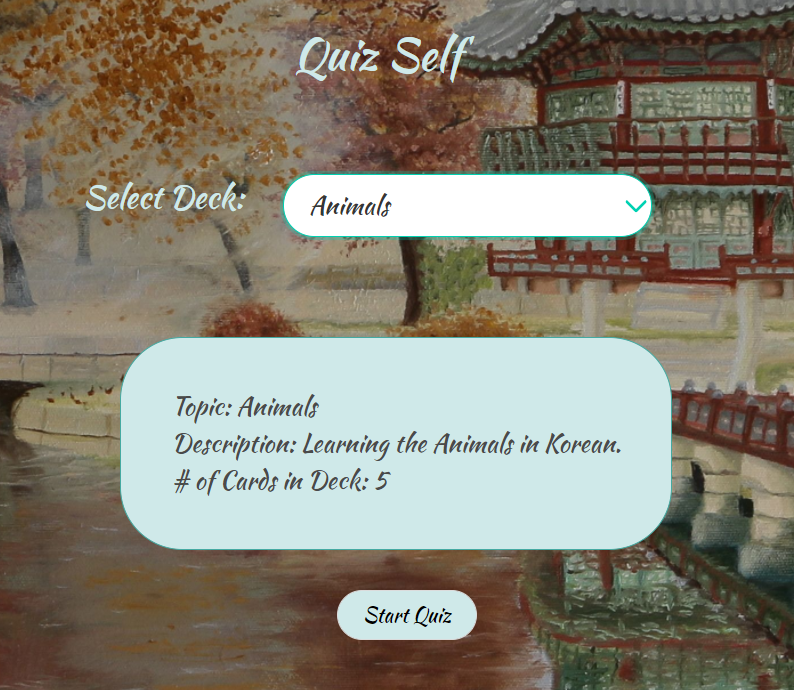 Quiz Self
Select Deck: Animals
Topic: Animals
Description: Learning the Animals in Korean.
# of Cards in Deck: 5
Start Quiz